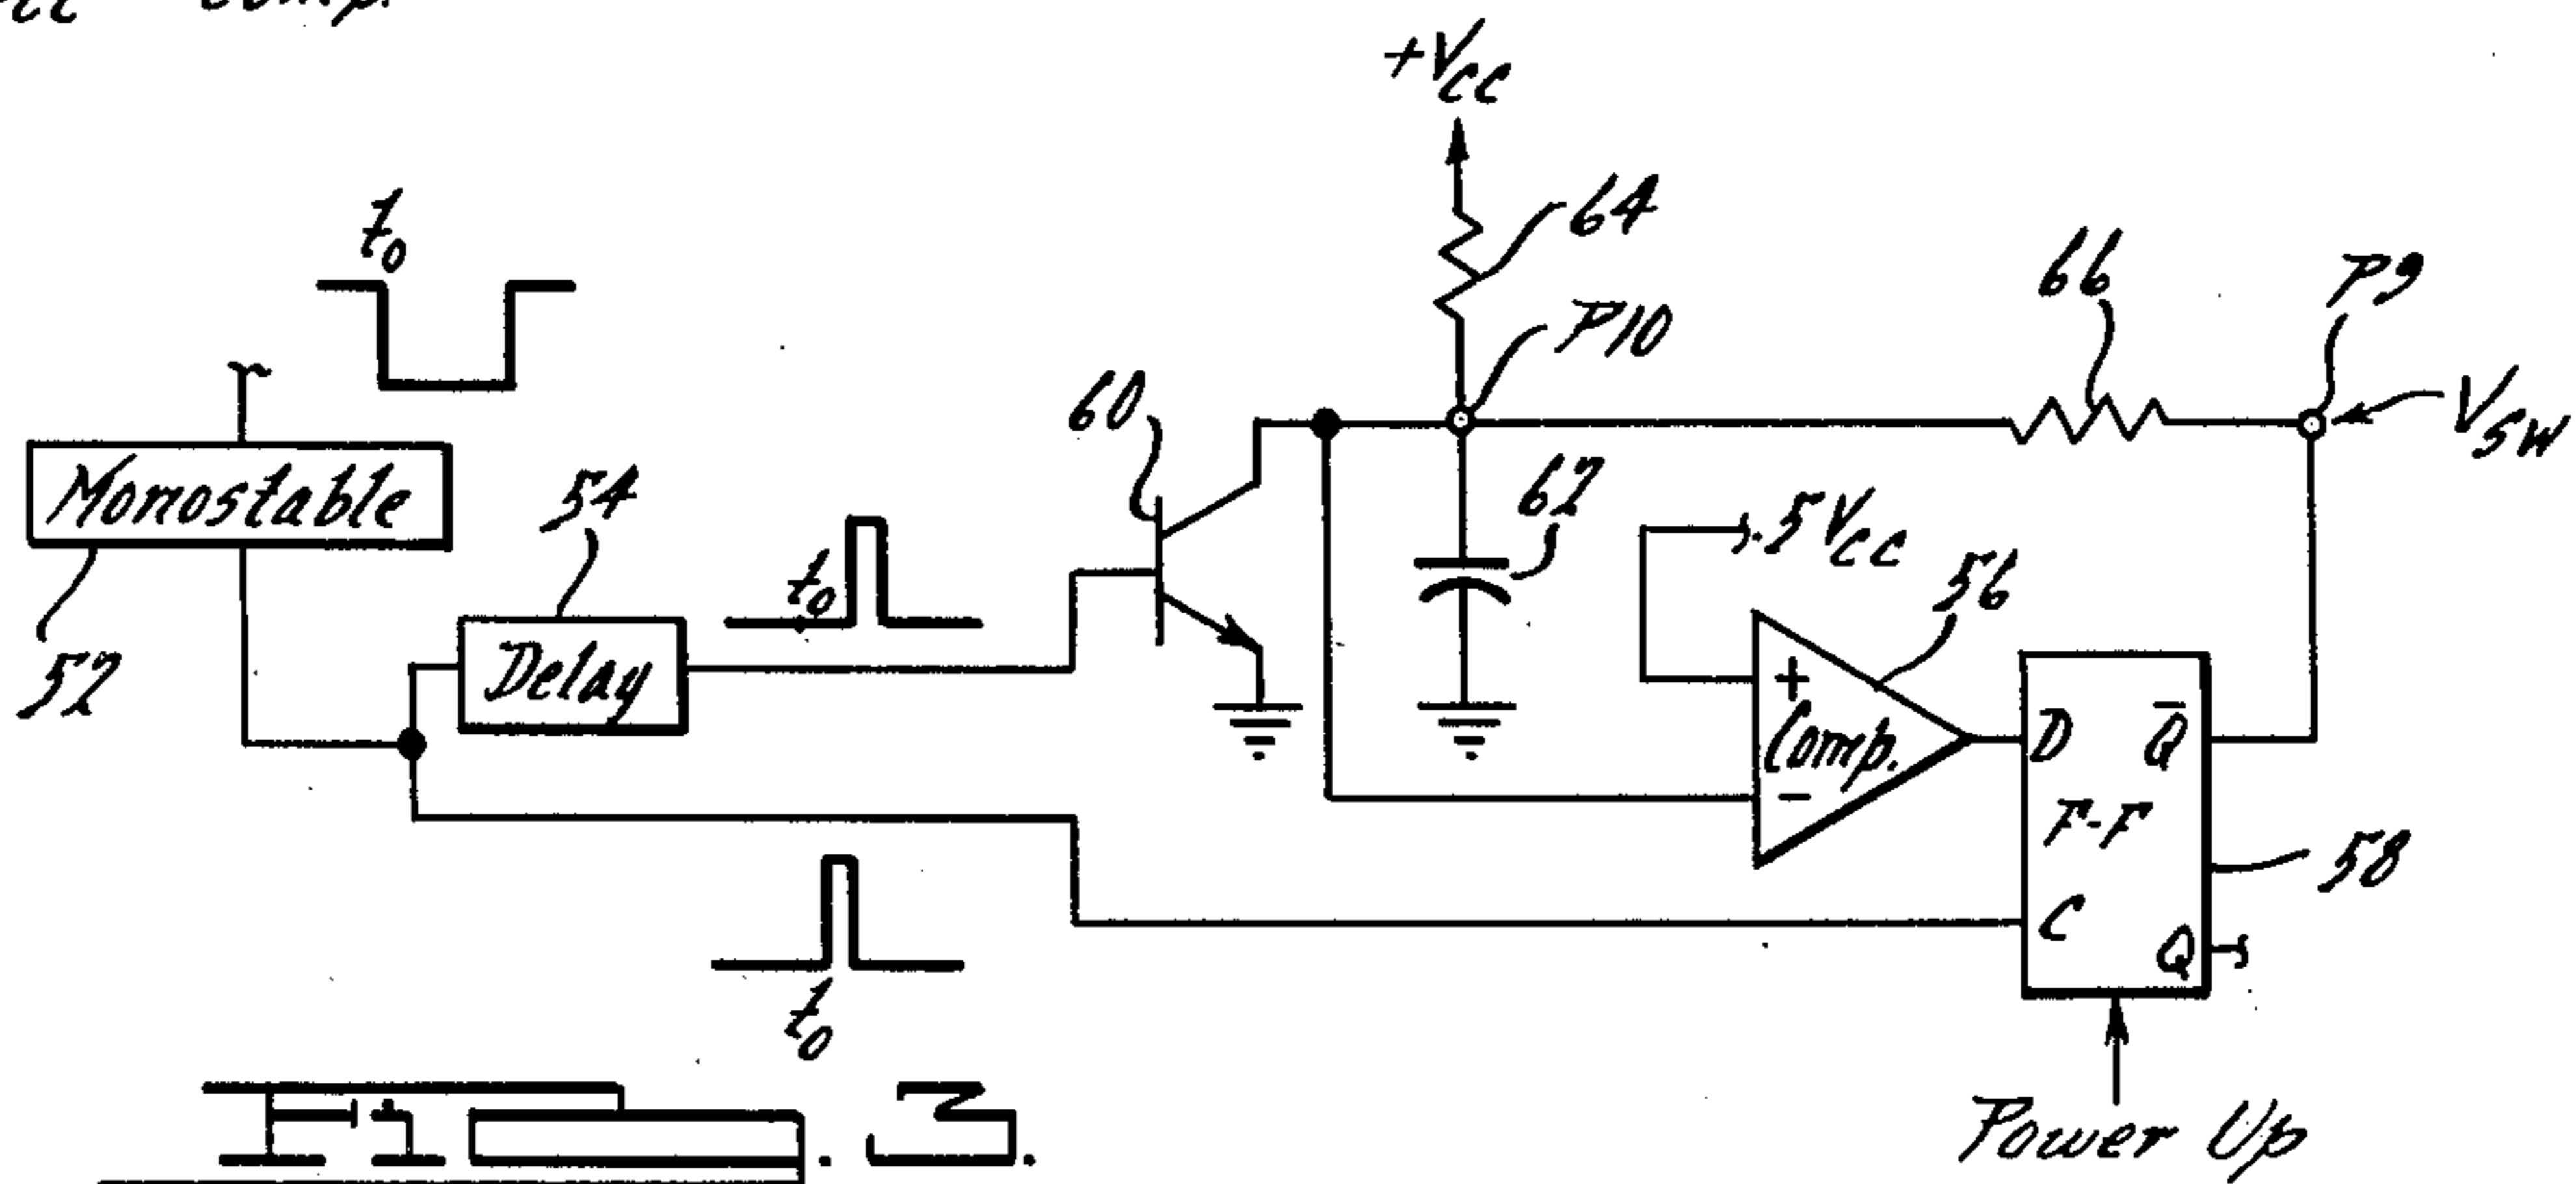 +Vcc
t₀
64
66
P9
P10
V_SW
60
Monostable
54
62
.5Vcc
56
t₀
52
Delay
+
Comp.
-
D
Q̅
F-F
58
C
Q
t₀
Power Up
Fig. 3.